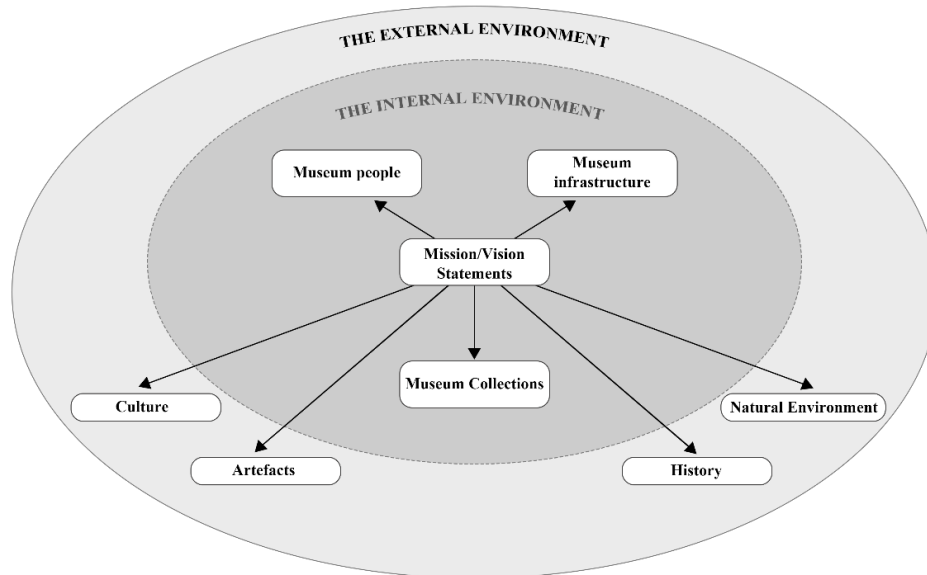 THE EXTERNAL ENVIRONMENT
THE INTERNAL ENVIRONMENT
Museum people
Museum
infrastructure
Mission/Vision
Statements
Museum Collections
Culture
Natural Environment
Artefacts
History